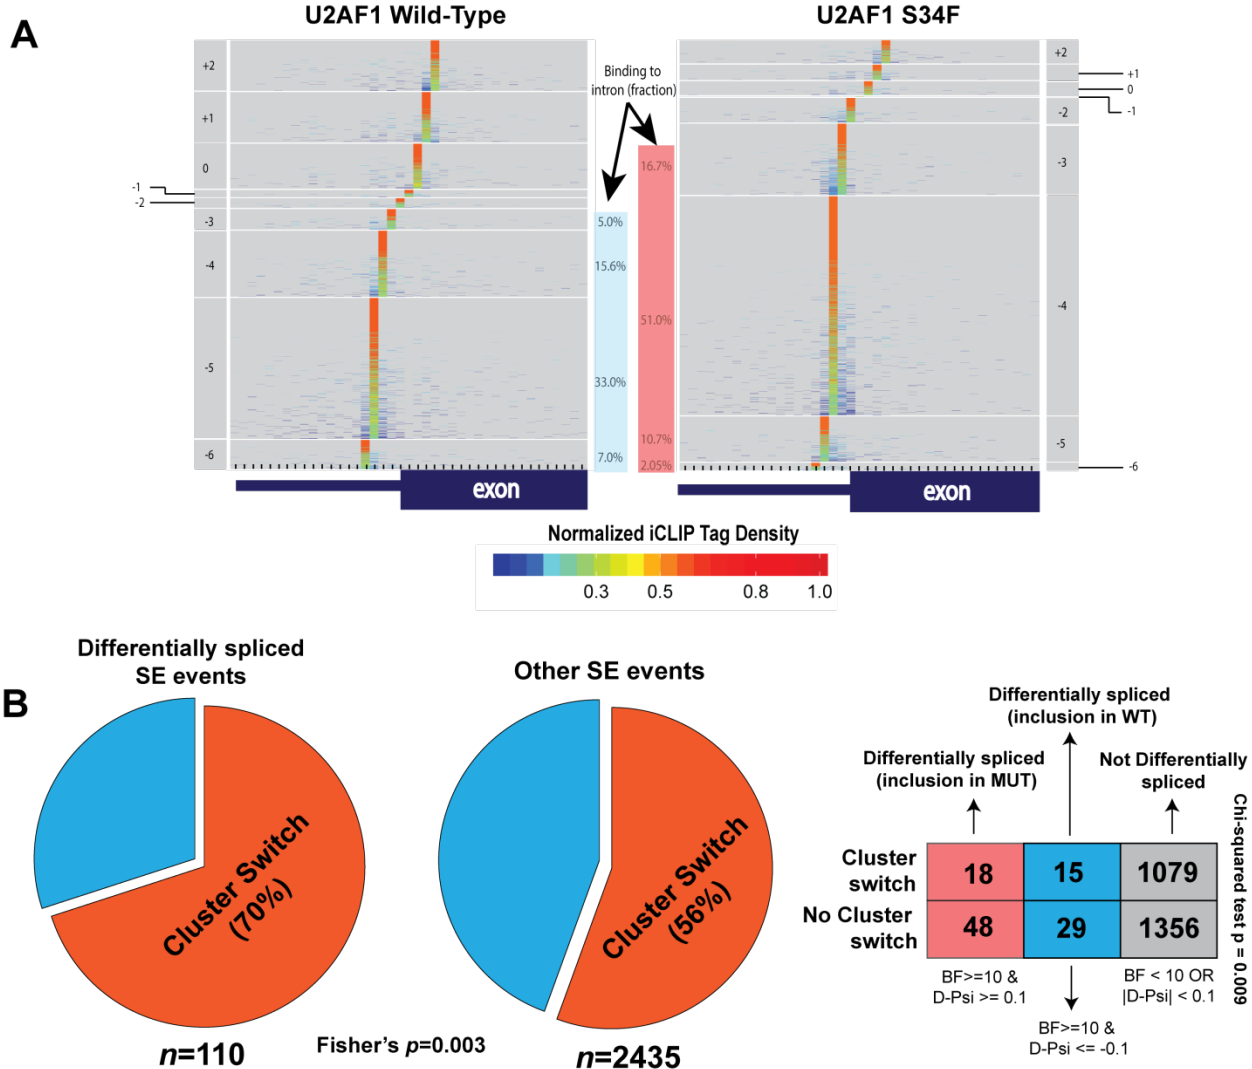 A
U2AF1 Wild-Type
U2AF1 S34F
+2
+1
0
-1
-2
-3
-4
-5
-6
Binding to
intron (fraction)
5.0%
15.6%
33.0%
7.0%
16.7%
51.0%
10.7%
2.05%
+2
+1
0
-1
-2
-3
-4
-5
-6
exon
exon
Normalized iCLIP Tag Density
0.3 0.5 0.8 1.0
B
Differentially spliced
SE events
Cluster Switch
(70%)
n=110
Fisher's p=0.003
Other SE events
Cluster Switch
(56%)
n=2435
Differentially spliced
(inclusion in WT)
Differentially spliced
(inclusion in MUT)
Not Differentially
spliced
Cluster
switch
18 15 1079
No Cluster
switch
48 29 1356
BF>=10 &
D-Psi >= 0.1
BF < 10 OR
|D-Psi| < 0.1
BF>=10 &
D-Psi <= -0.1
Chi-squared test p = 0.009